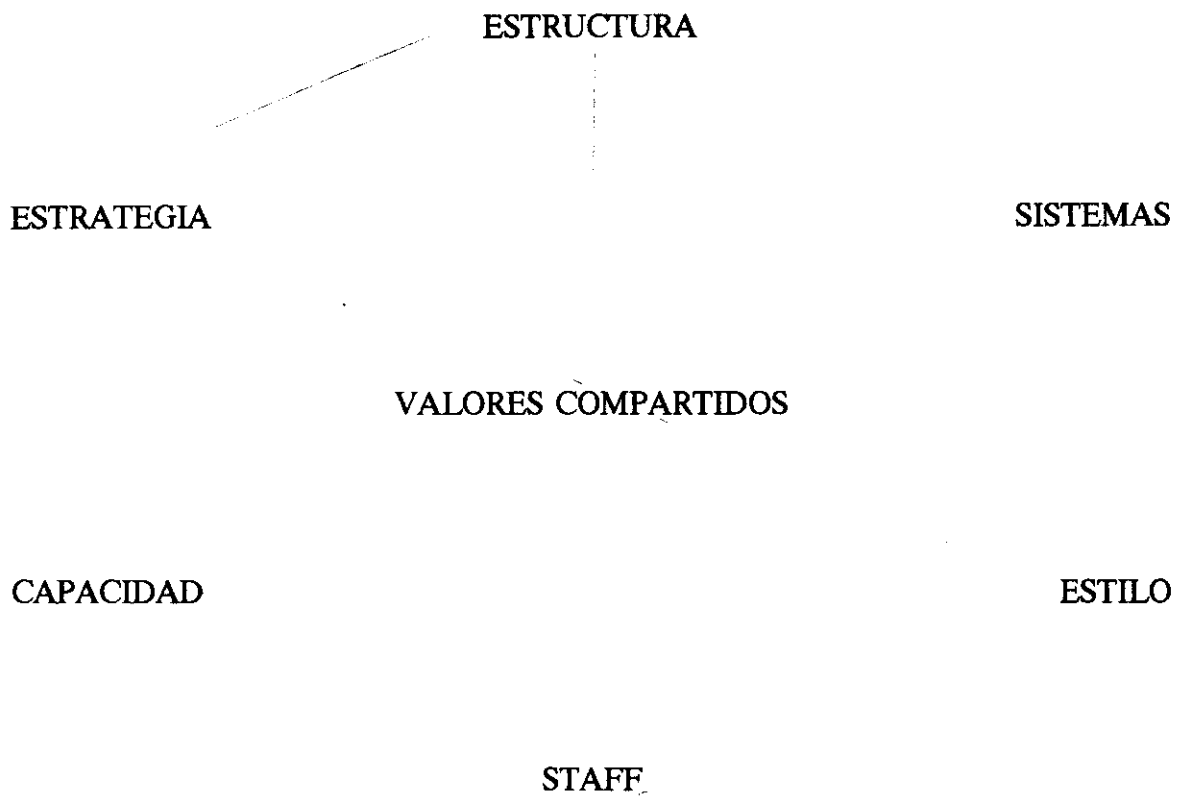 ESTRUCTURA
ESTRATEGIA
SISTEMAS
VALORES COMPARTIDOS
CAPACIDAD
ESTILO
STAFF